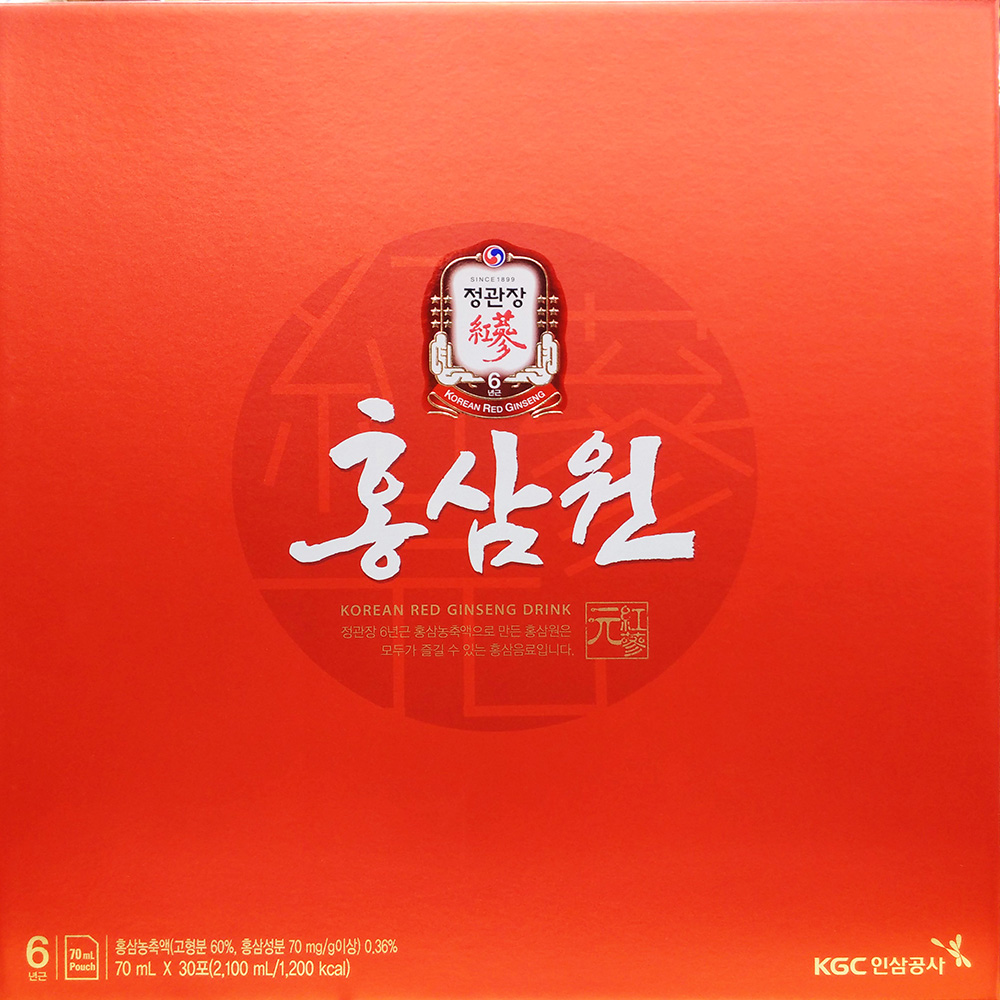 SINCE 1899
정관장
紅蔘
6
년근
KOREAN RED GINSENG
홍삼원
KOREAN RED GINSENG DRINK
정관장 6년근 홍삼농축액으로 만든 홍삼원은
모두가 즐길 수 있는 홍삼음료입니다.
紅蔘元
6
년근
70 mL
Pouch
홍삼농축액(고형분 60%, 홍삼성분 70 mg/g이상) 0.36%
70 mL X 30포(2,100 mL/1,200 kcal)
KGC 인삼공사